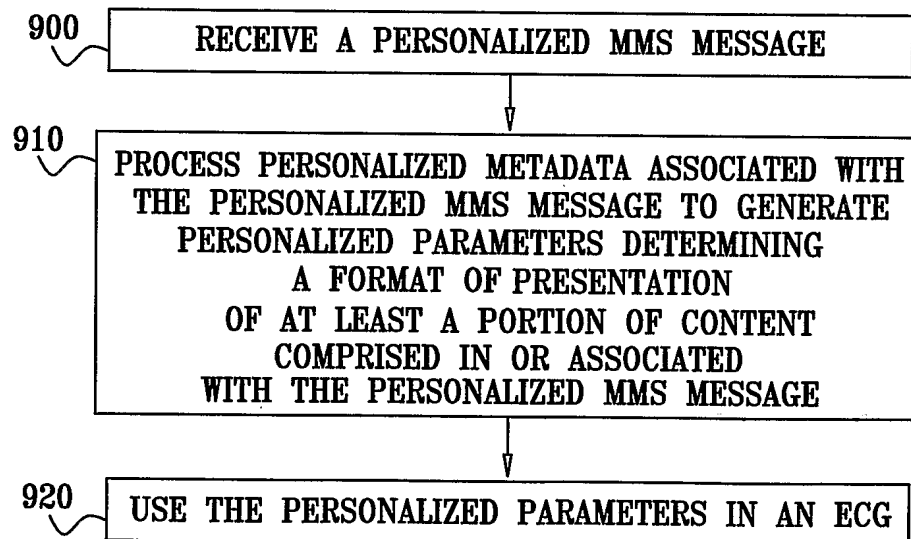 900
RECEIVE A PERSONALIZED MMS MESSAGE
910
PROCESS PERSONALIZED METADATA ASSOCIATED WITH
THE PERSONALIZED MMS MESSAGE TO GENERATE
PERSONALIZED PARAMETERS DETERMINING
A FORMAT OF PRESENTATION
OF AT LEAST A PORTION OF CONTENT
COMPRISED IN OR ASSOCIATED
WITH THE PERSONALIZED MMS MESSAGE
920
USE THE PERSONALIZED PARAMETERS IN AN ECG